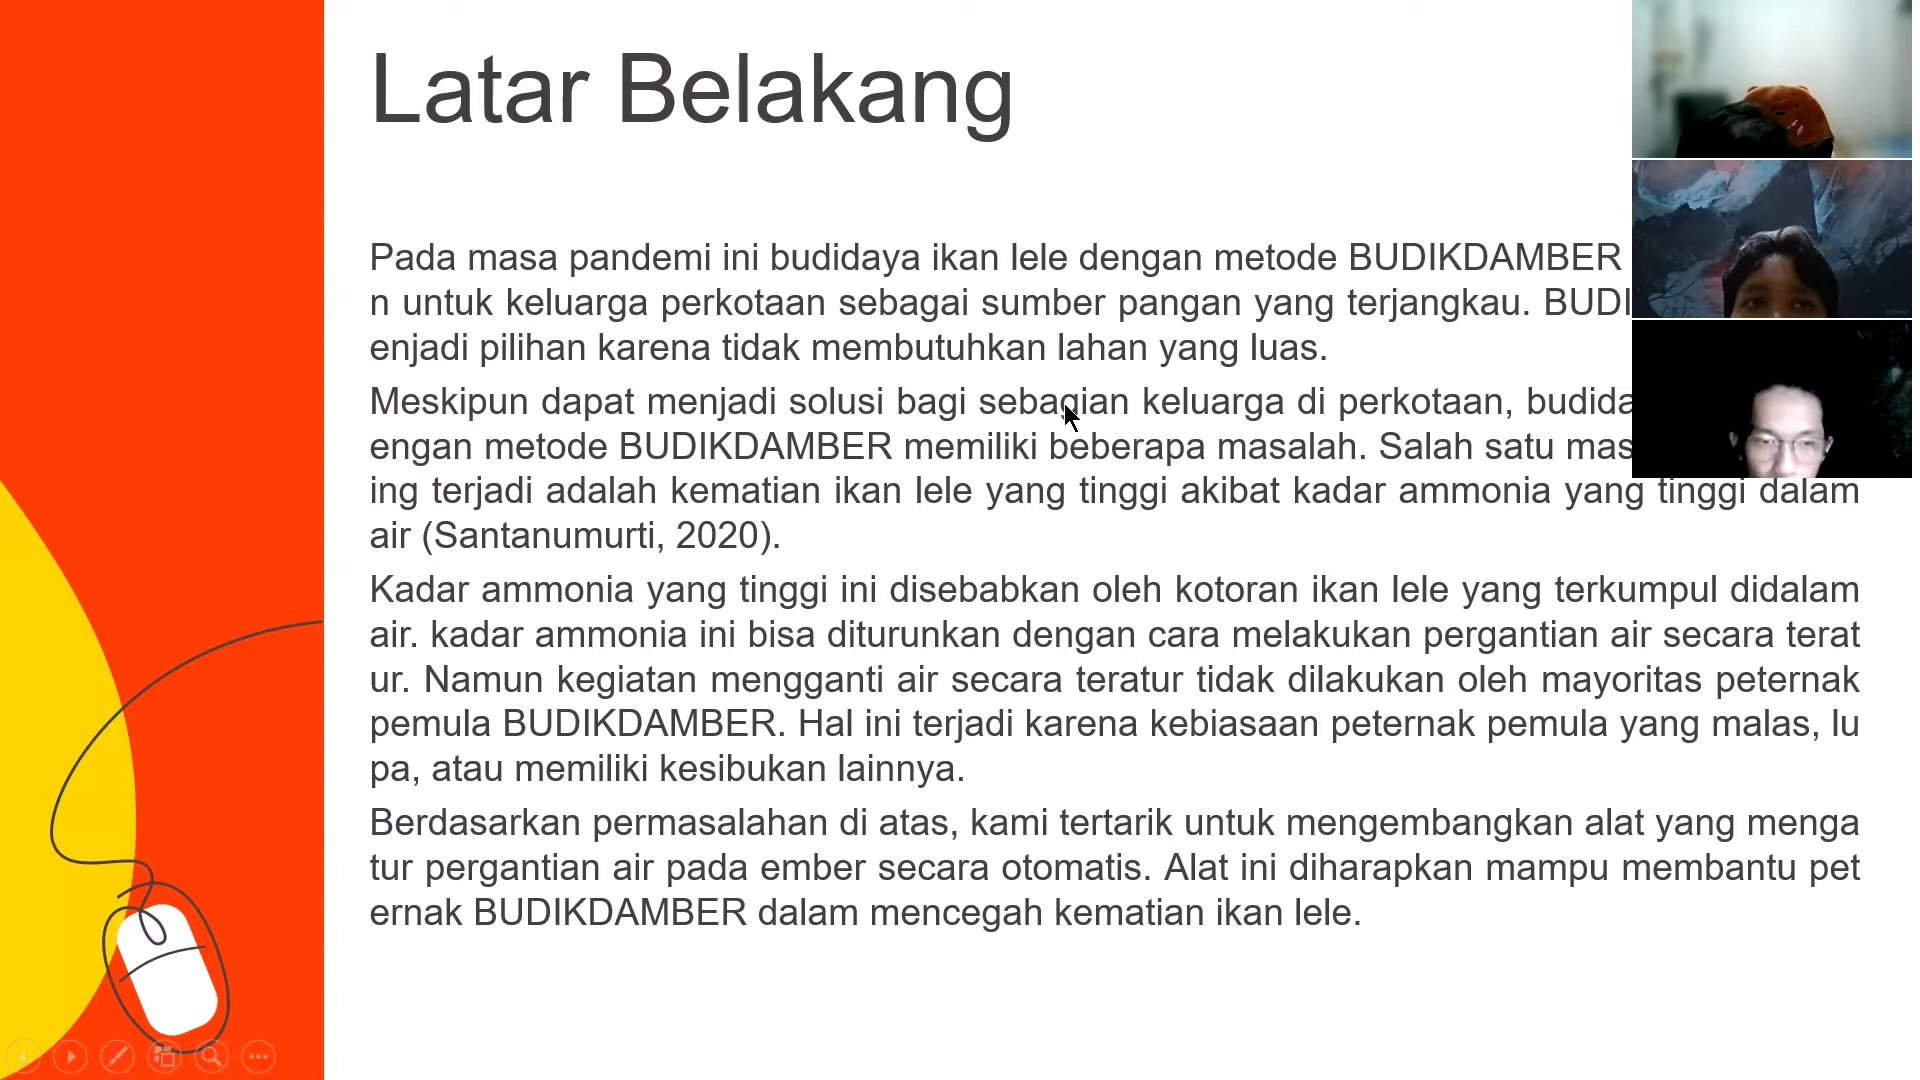 Latar Belakang
Pada masa pandemi ini budidaya ikan lele dengan metode BUDIKDAMBER
n untuk keluarga perkotaan sebagai sumber pangan yang terjangkau. BUDI
enjadi pilihan karena tidak membutuhkan lahan yang luas.
Meskipun dapat menjadi solusi bagi sebagian keluarga di perkotaan, budida
engan metode BUDIKDAMBER memiliki beberapa masalah. Salah satu mas
ing terjadi adalah kematian ikan lele yang tinggi akibat kadar ammonia yang tinggi dalam
air (Santanumurti, 2020).
Kadar ammonia yang tinggi ini disebabkan oleh kotoran ikan lele yang terkumpul didalam
air. kadar ammonia ini bisa diturunkan dengan cara melakukan pergantian air secara terat
ur. Namun kegiatan mengganti air secara teratur tidak dilakukan oleh mayoritas peternak
pemula BUDIKDAMBER. Hal ini terjadi karena kebiasaan peternak pemula yang malas, lu
pa, atau memiliki kesibukan lainnya.
Berdasarkan permasalahan di atas, kami tertarik untuk mengembangkan alat yang menga
tur pergantian air pada ember secara otomatis. Alat ini diharapkan mampu membantu pet
ernak BUDIKDAMBER dalam mencegah kematian ikan lele.